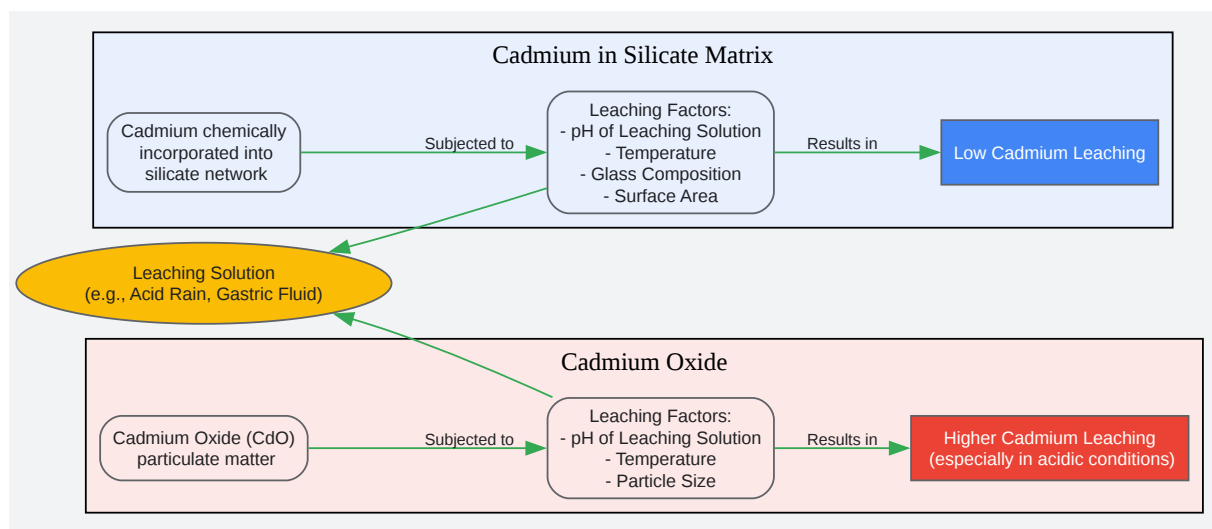 Cadmium in Silicate Matrix
Cadmium chemically
incorporated into
silicate network
Subjected to
Leaching Factors:
- pH of Leaching Solution
- Temperature
- Glass Composition
- Surface Area
Results in
Low Cadmium Leaching
Leaching Solution
(e.g., Acid Rain, Gastric Fluid)
Cadmium Oxide
Cadmium Oxide (CdO)
particulate matter
Subjected to
Leaching Factors:
- pH of Leaching Solution
- Temperature
- Particle Size
Results in
Higher Cadmium Leaching
(especially in acidic conditions)